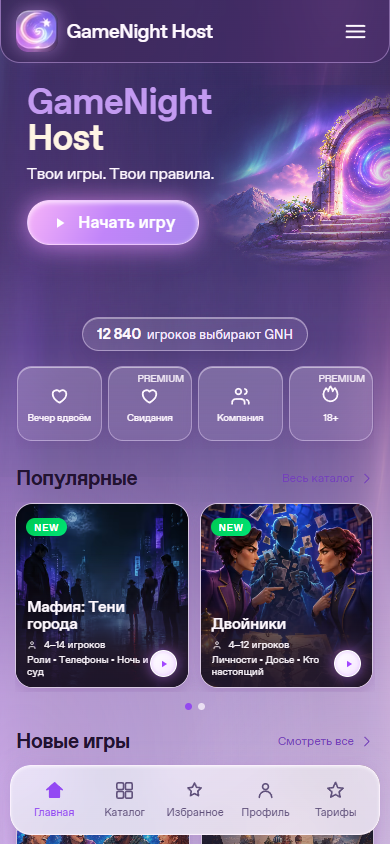 GameNight Host
GameNight
Host
Твои игры. Твои правила.
Начать игру
12 840 игроков выбирают GNH
Вечер вдвоём
PREMIUM
Свидания
Компания
PREMIUM
18+
Популярные
Весь каталог
NEW
Мафия: Тени
города
4–14 игроков
Роли • Телефоны • Ночь и
суд
NEW
Двойники
4–12 игроков
Личности • Досье • Кто
настоящий
Новые игры
Смотреть все
Главная
Каталог
Избранное
Профиль
Тарифы